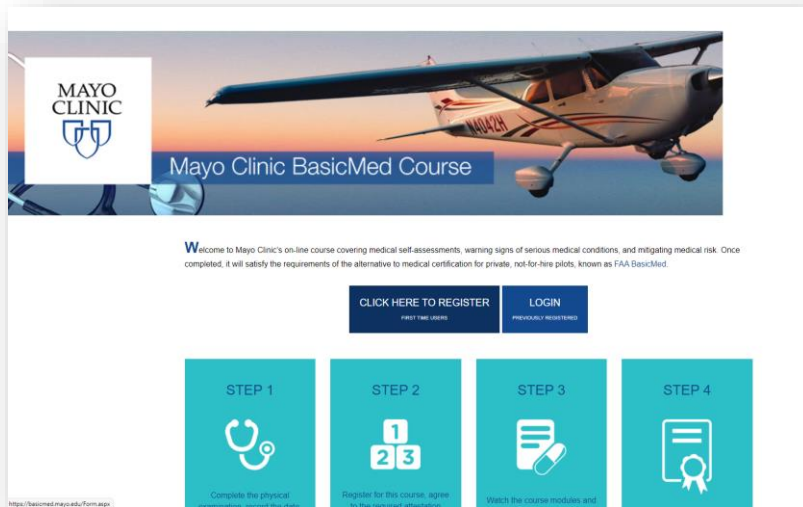 MAYO
CLINIC
N4042H
Mayo Clinic BasicMed Course
Welcome to Mayo Clinic's on-line course covering medical self-assessments, warning signs of serious medical conditions, and mitigating medical risk. Once
completed, it will satisfy the requirements of the alternative to medical certification for private, not-for-hire pilots, known as FAA BasicMed.
CLICK HERE TO REGISTER
FIRST TIME USERS
LOGIN
PREVIOUSLY REGISTERED
STEP 1
Complete the physical
STEP 2
1
2 3
Register for this course, agree
to the required attestation
STEP 3
Watch the course modules and
STEP 4
https://basicmed.mayo.edu/Form.aspx